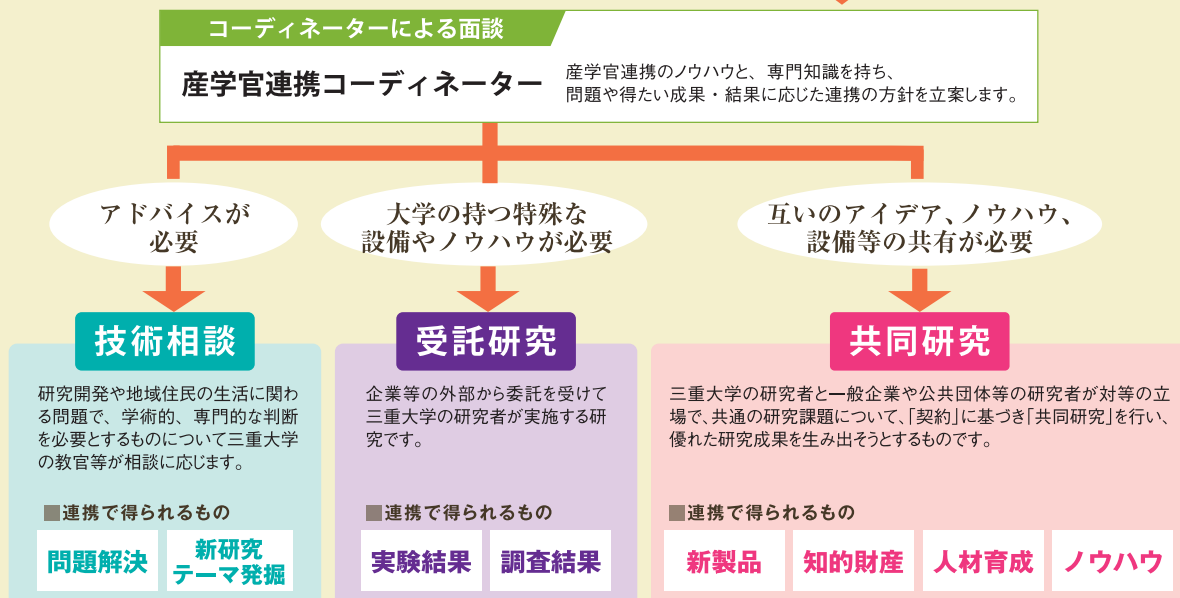 コーディネーターによる面談
産学官連携コーディネーター
産学官連携のノウハウと、専門知識を持ち、
問題や得たい成果・結果に応じた連携の方針を立案します。
アドバイスが
必要
大学の持つ特殊な
設備やノウハウが必要
互いのアイデア、ノウハウ、
設備等の共有が必要
技術相談
研究開発や地域住民の生活に関わ
る問題で、学術的、専門的な判断
を必要とするものについて三重大学
の教官等が相談に応じます。
■連携で得られるもの
問題解決
新研究
テーマ発掘
受託研究
企業等の外部から委託を受けて
三重大学の研究者が実施する研
究です。
■連携で得られるもの
実験結果
調査結果
共同研究
三重大学の研究者と一般企業や公共団体等の研究者が対等の立
場で、共通の研究課題について、「契約」に基づき「共同研究」を行い、
優れた研究成果を生み出そうとするものです。
■連携で得られるもの
新製品
知的財産
人材育成
ノウハウ